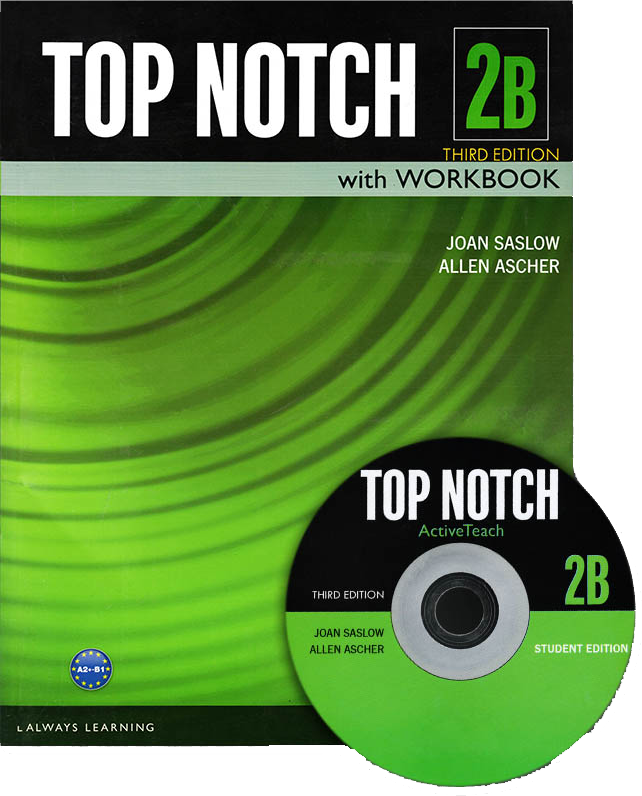 TOP NOTCH 2B
THIRD EDITION
with WORKBOOK
JOAN SASLOW
ALLEN ASCHER
TOP NOTCH
ActiveTeach
2B
THIRD EDITION
JOAN SASLOW
ALLEN ASCHER
STUDENT EDITION
A2+-B1
ALWAYS LEARNING